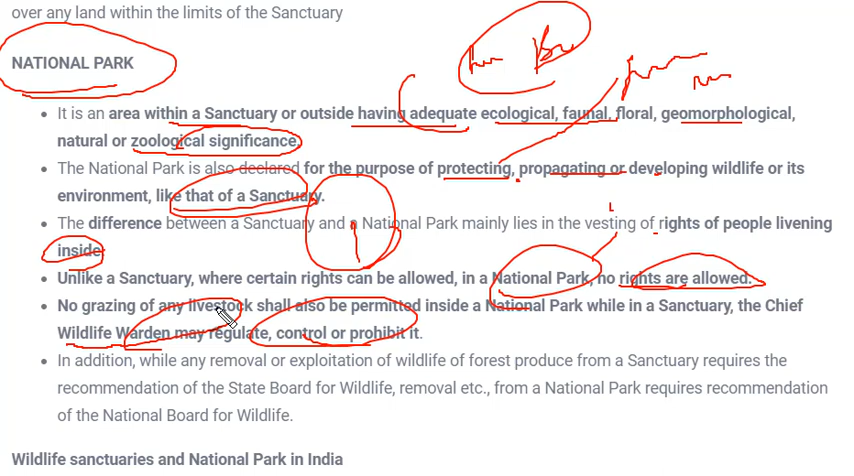 over any land within the limits of the Sanctuary
NATIONAL PARK
It is an area within a Sanctuary or outside having adequate ecological, faunal, floral, geomorphological,
natural or zoological significance.
The National Park is also declared for the purpose of protecting, propagating or developing wildlife or its
environment, like that of a Sanctuary.
The difference between a Sanctuary and a National Park mainly lies in the vesting of rights of people livening
inside
Unlike a Sanctuary, where certain rights can be allowed, in a National Park, no rights are allowed.
No grazing of any livestock shall also be permitted inside a National Park while in a Sanctuary, the Chief
Wildlife Warden may regulate, control or prohibit it.
In addition, while any removal or exploitation of wildlife of forest produce from a Sanctuary requires the
recommendation of the State Board for Wildlife, removal etc., from a National Park requires recommendation
of the National Board for Wildlife.
Wildlife sanctuaries and National Park in India